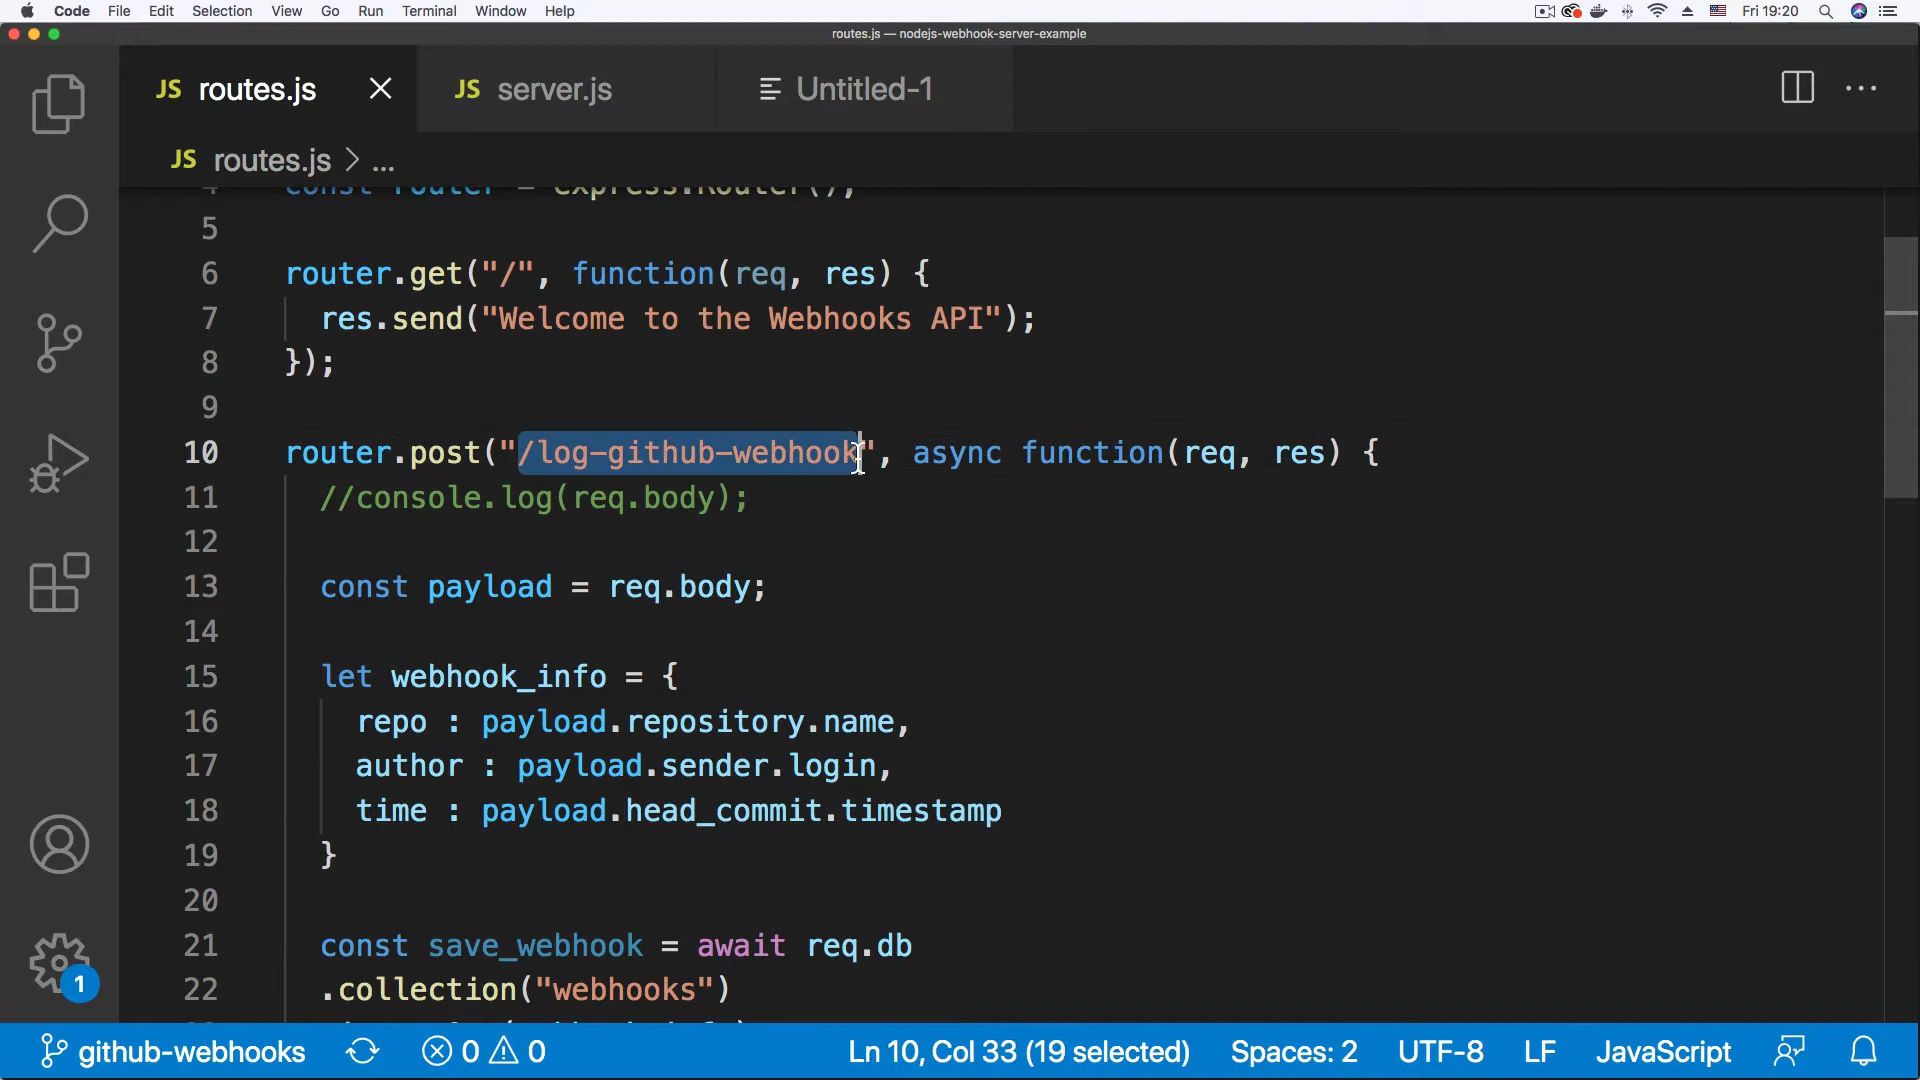 Code File Edit Selection View Go Run Terminal Window Help Fri 19:20
routes.js — nodejs-webhook-server-example
JS routes.js JS server.js Untitled-1
JS routes.js > ...
4 const router = express.Router();
5
6 router.get("/", function(req, res) {
7 res.send("Welcome to the Webhooks API");
8 });
9
10 router.post("/log-github-webhook", async function(req, res) {
11 //console.log(req.body);
12
13 const payload = req.body;
14
15 let webhook_info = {
16 repo : payload.repository.name,
17 author : payload.sender.login,
18 time : payload.head_commit.timestamp
19 }
20
21 const save_webhook = await req.db
22 .collection("webhooks")
1
github-webhooks 0 0 Ln 10, Col 33 (19 selected) Spaces: 2 UTF-8 LF JavaScript